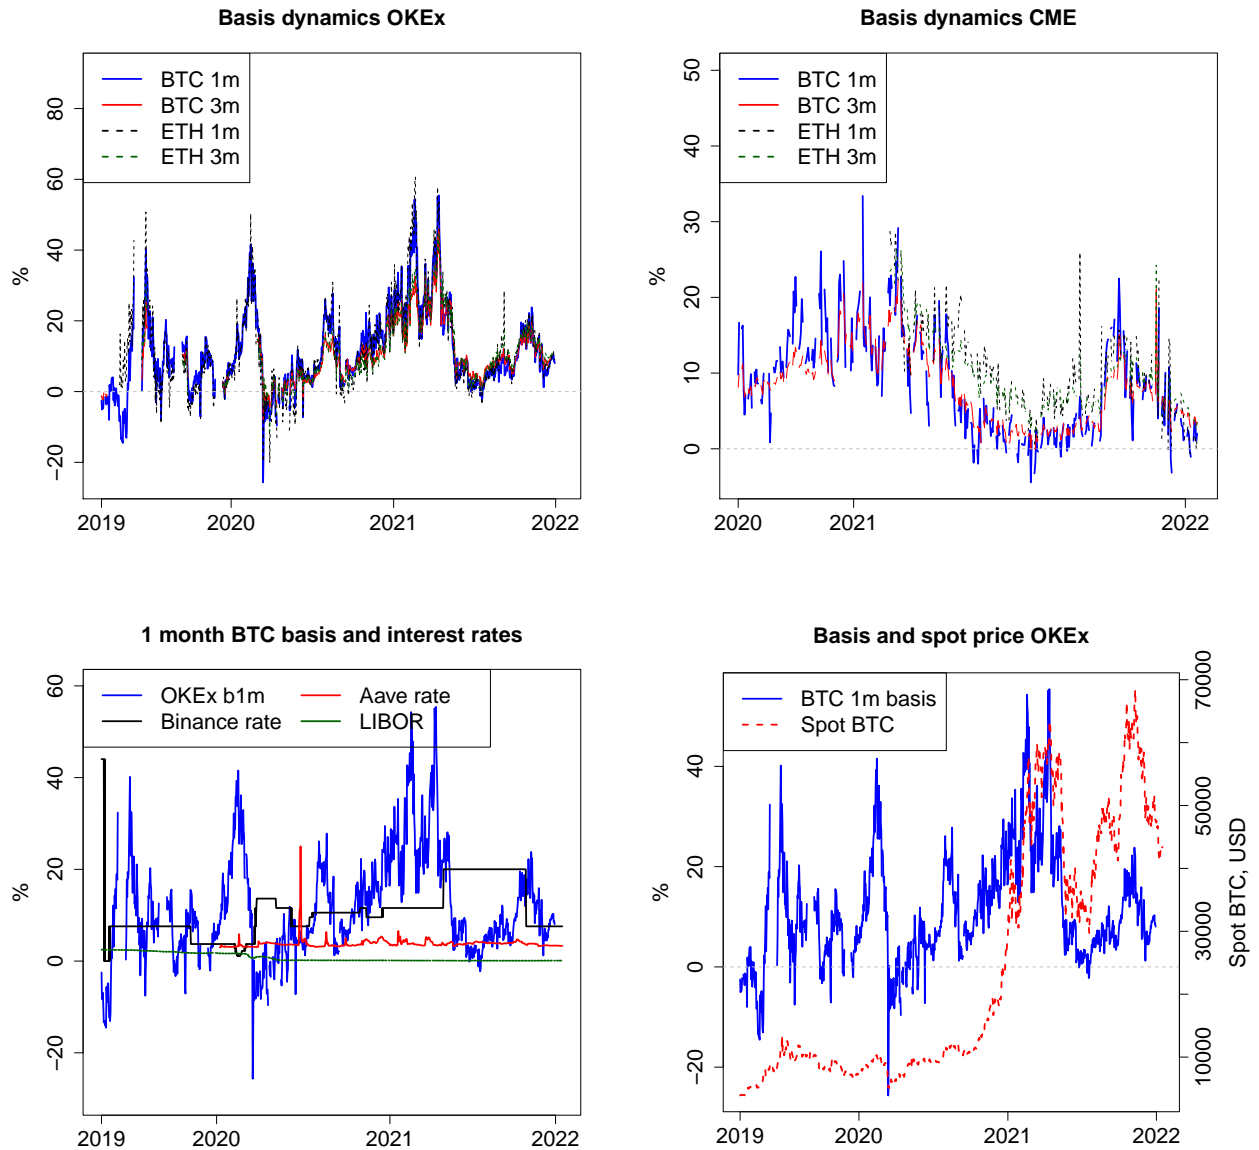 Basis dynamics OKEx
BTC 1m
BTC 3m
ETH 1m
ETH 3m
%
80
60
40
20
0
−20
2019
2020
2021
2022
Basis dynamics CME
BTC 1m
BTC 3m
ETH 1m
ETH 3m
%
50
40
30
20
10
0
2020
2021
2022
1 month BTC basis and interest rates
OKEx b1m
Binance rate
Aave rate
LIBOR
%
60
40
20
0
−20
2019
2020
2021
2022
Basis and spot price OKEx
BTC 1m basis
Spot BTC
%
40
20
0
−20
2019
2020
2021
2022
70000
50000
30000
10000
Spot BTC, USD